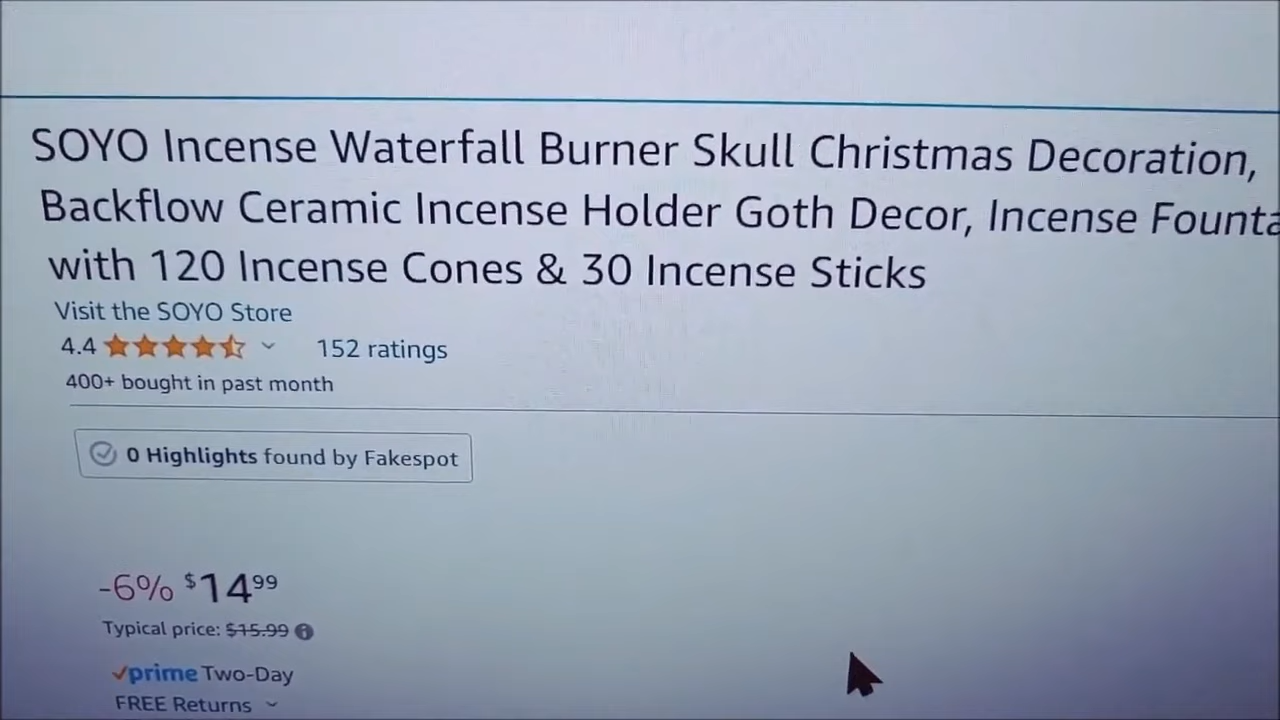 SOYO Incense Waterfall Burner Skull Christmas Decoration,
Backflow Ceramic Incense Holder Goth Decor, Incense
with 120 Incense Cones & 30 Incense Sticks
Visit the SOYO Store
4.4 152 ratings
400+ bought in past month
0 Highlights found by Fakespot
-6% $14⁹⁹
Typical price: $15.99
prime Two-Day
FREE Returns